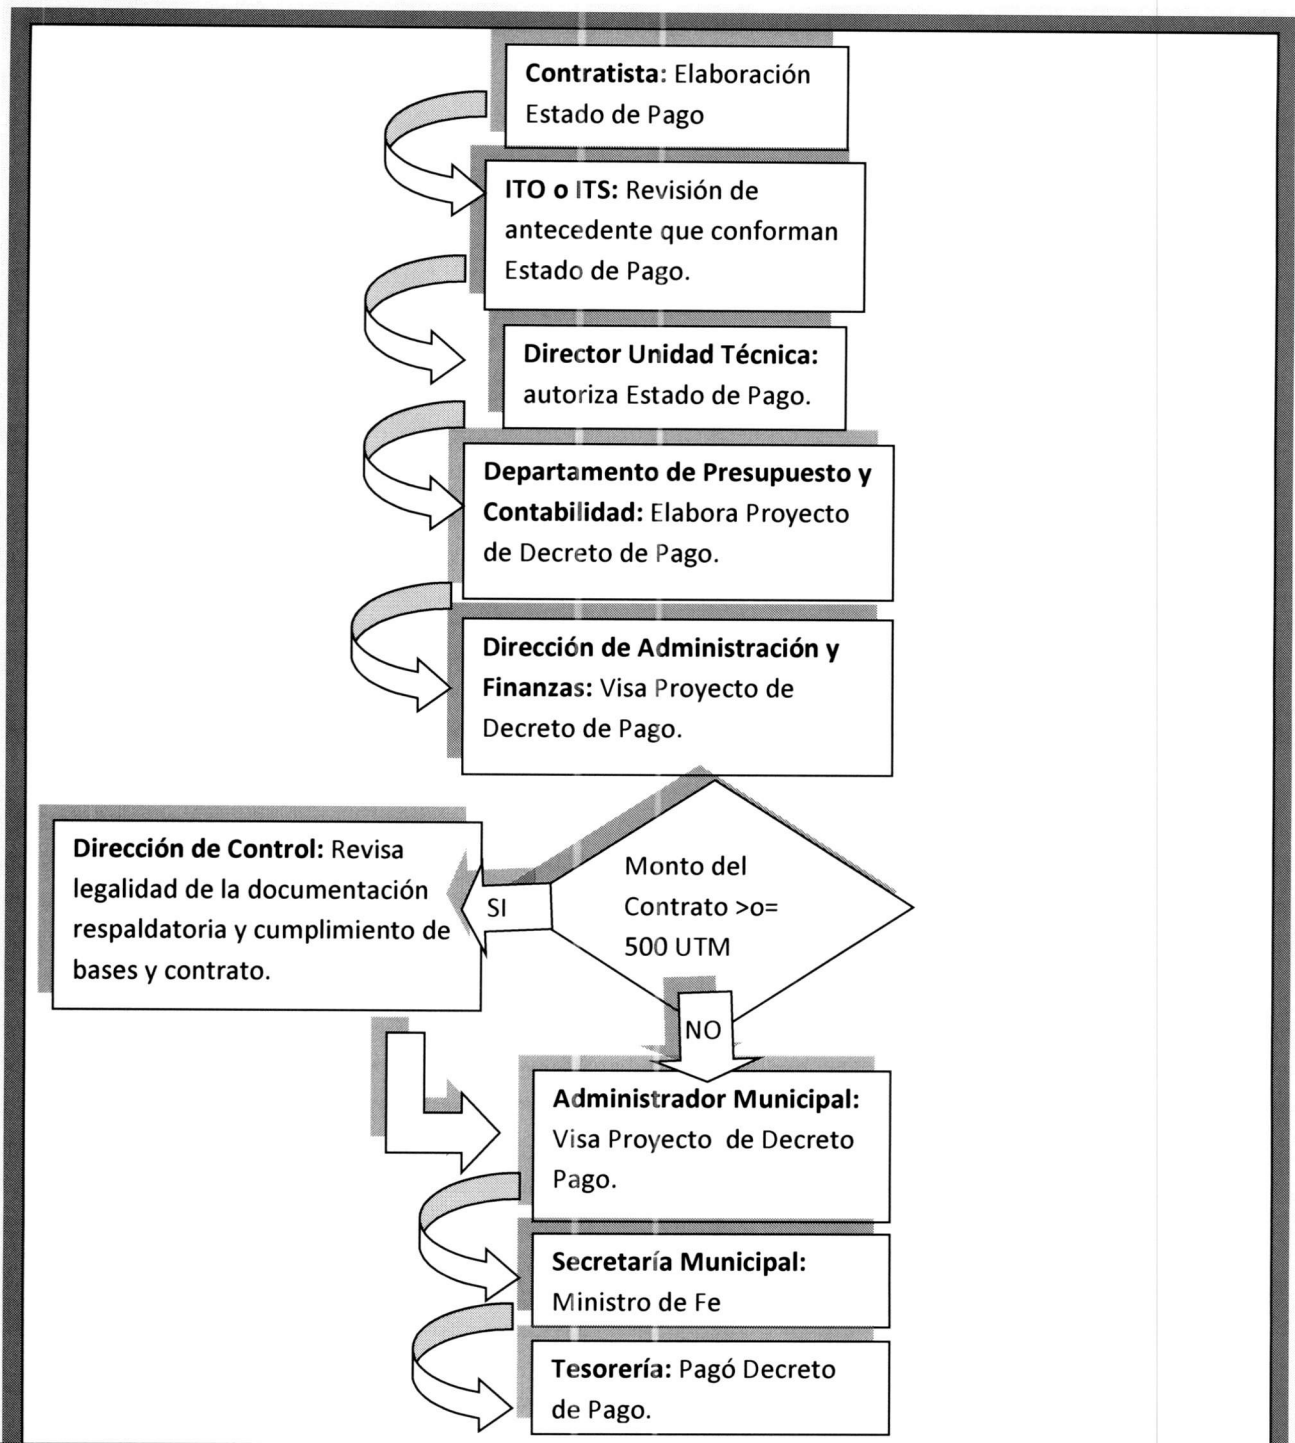 Contratista: Elaboración
Estado de Pago
ITO o ITS: Revisión de
antecedente que conforman
Estado de Pago.
Director Unidad Técnica:
autoriza Estado de Pago.
Departamento de Presupuesto y
Contabilidad: Elabora Proyecto
de Decreto de Pago.
Dirección de Administración y
Finanzas: Visa Proyecto de
Decreto de Pago.
Monto del
Contrato >o=
500 UTM
SI
Dirección de Control: Revisa
legalidad de la documentación
respaldatoria y cumplimiento de
bases y contrato.
NO
Administrador Municipal:
Visa Proyecto de Decreto
Pago.
Secretaría Municipal:
Ministro de Fe
Tesorería: Pagó Decreto
de Pago.